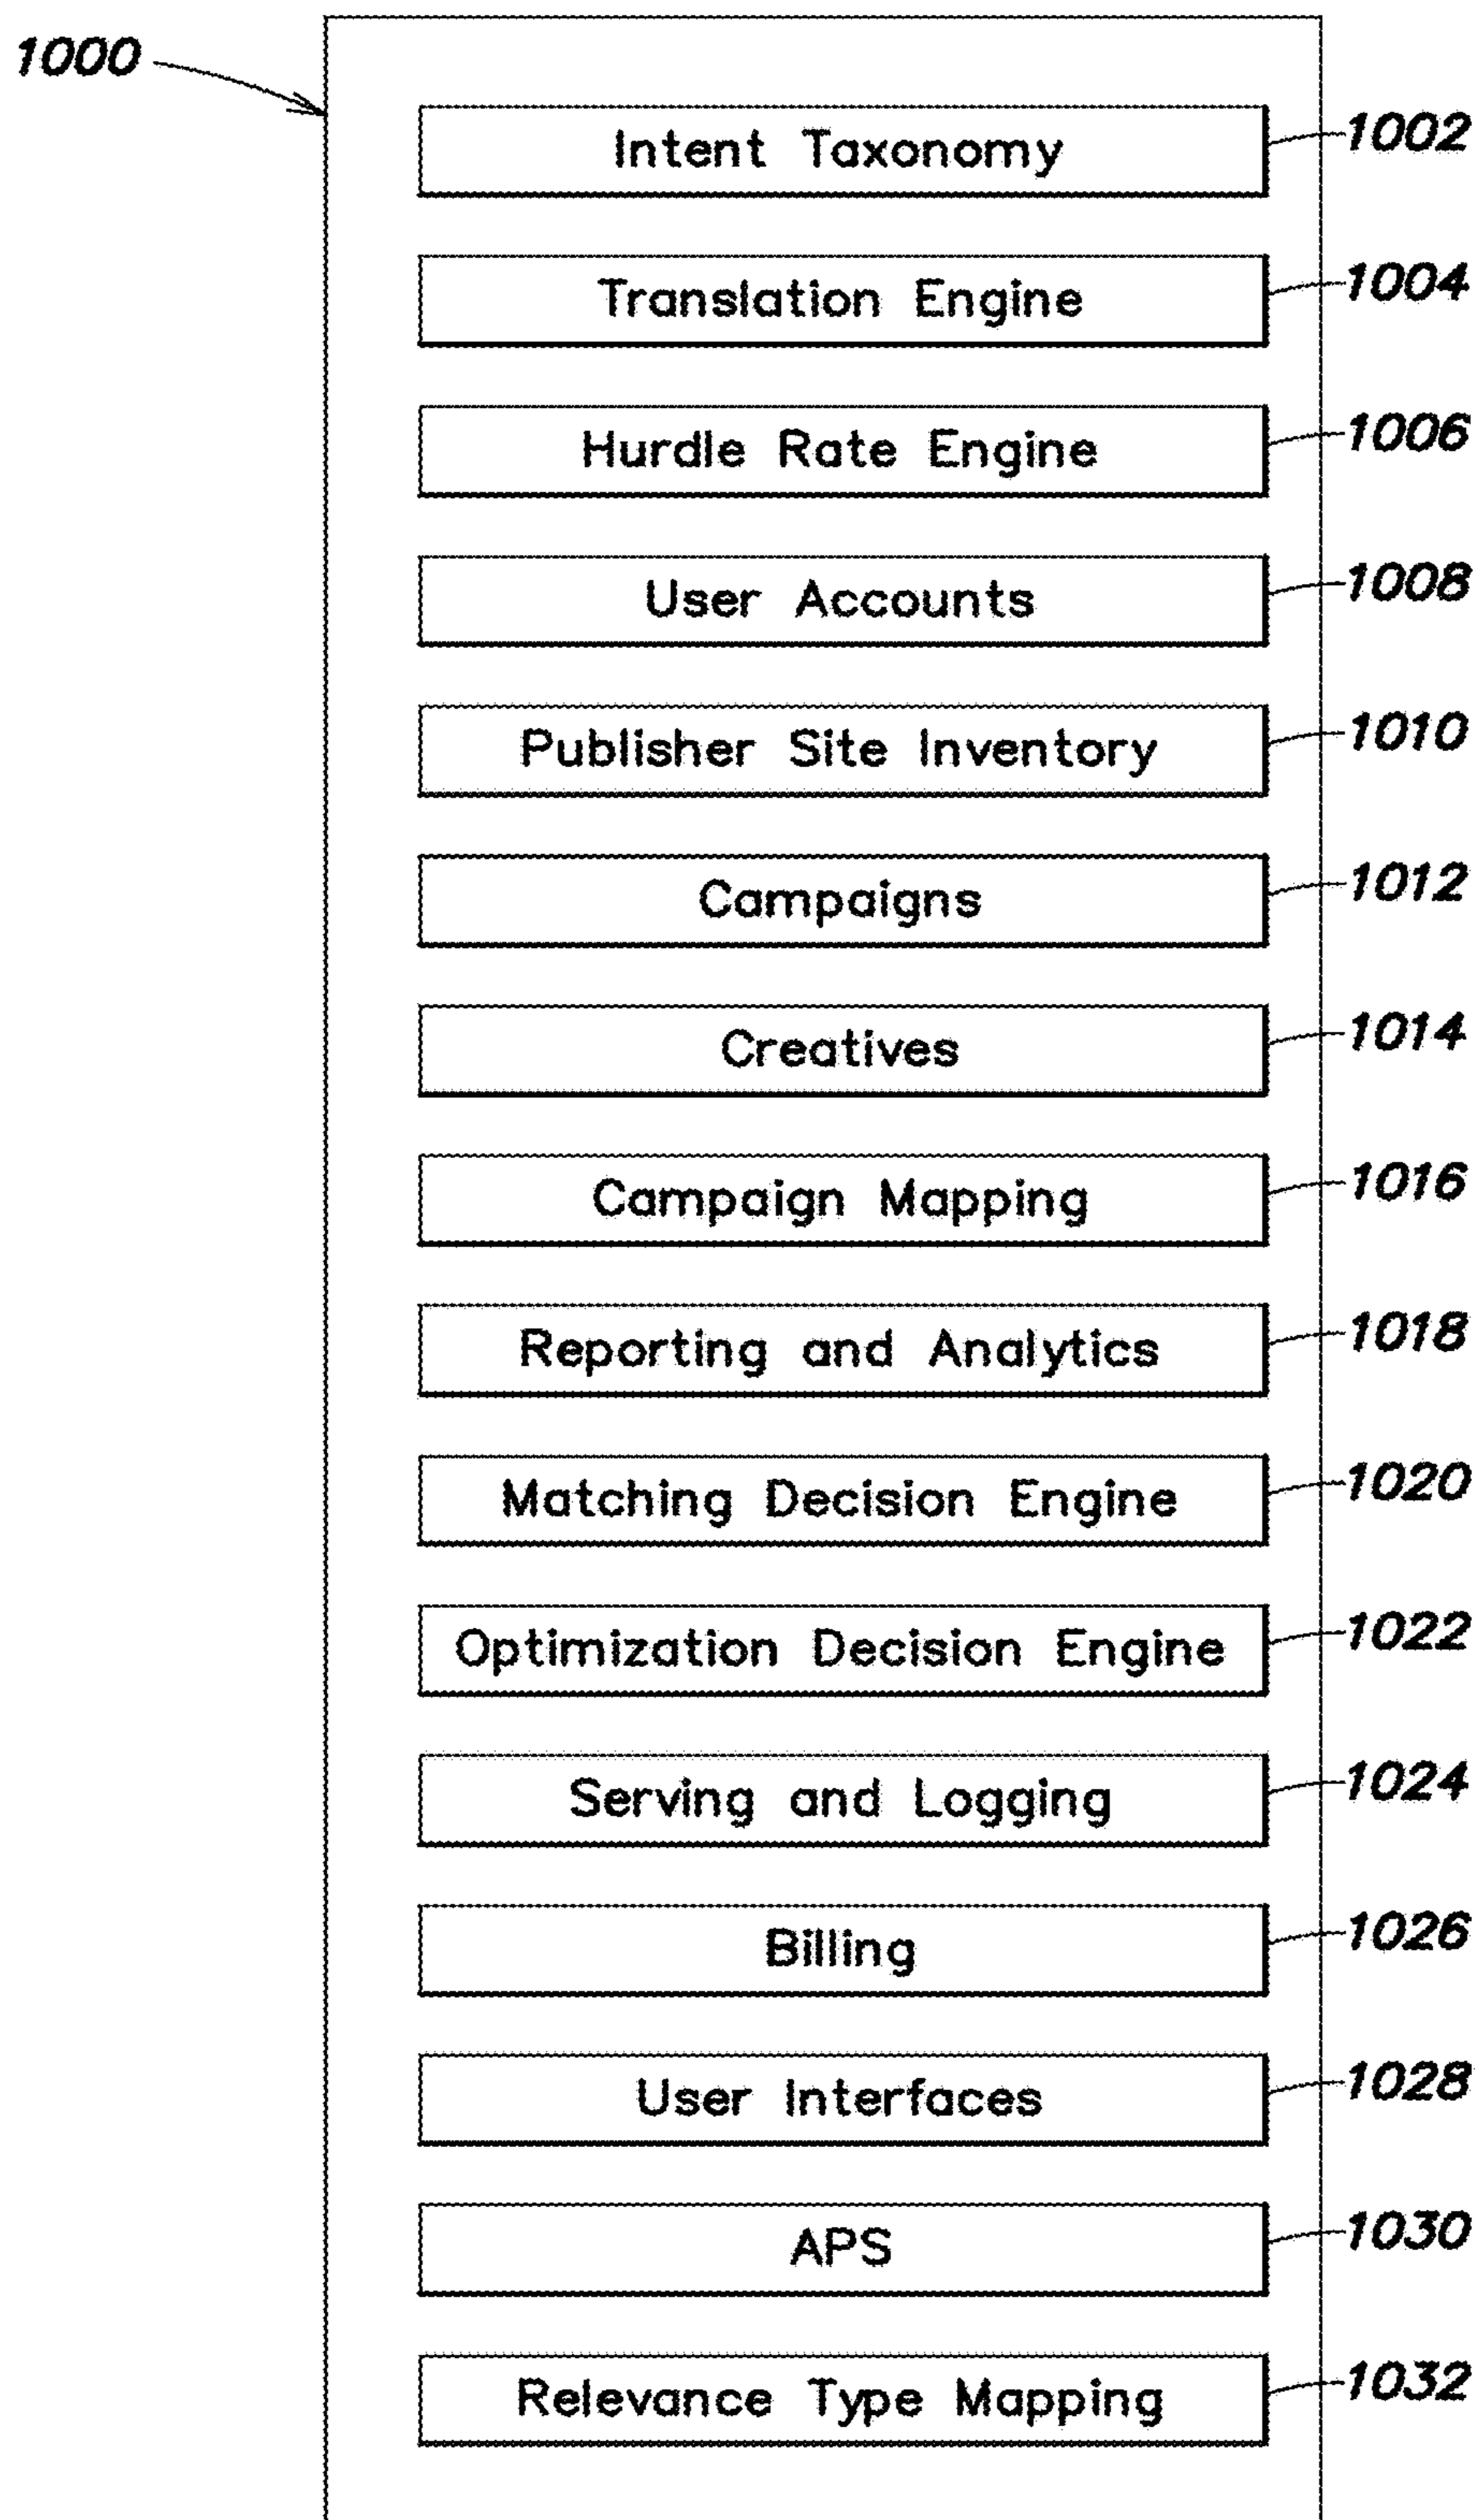 1000
Intent Taxonomy 1002
Translation Engine 1004
Hurdle Rate Engine 1006
User Accounts 1008
Publisher Site Inventory 1010
Campaigns 1012
Creatives 1014
Campaign Mapping 1016
Reporting and Analytics 1018
Matching Decision Engine 1020
Optimization Decision Engine 1022
Serving and Logging 1024
Billing 1026
User Interfaces 1028
APS 1030
Relevance Type Mapping 1032